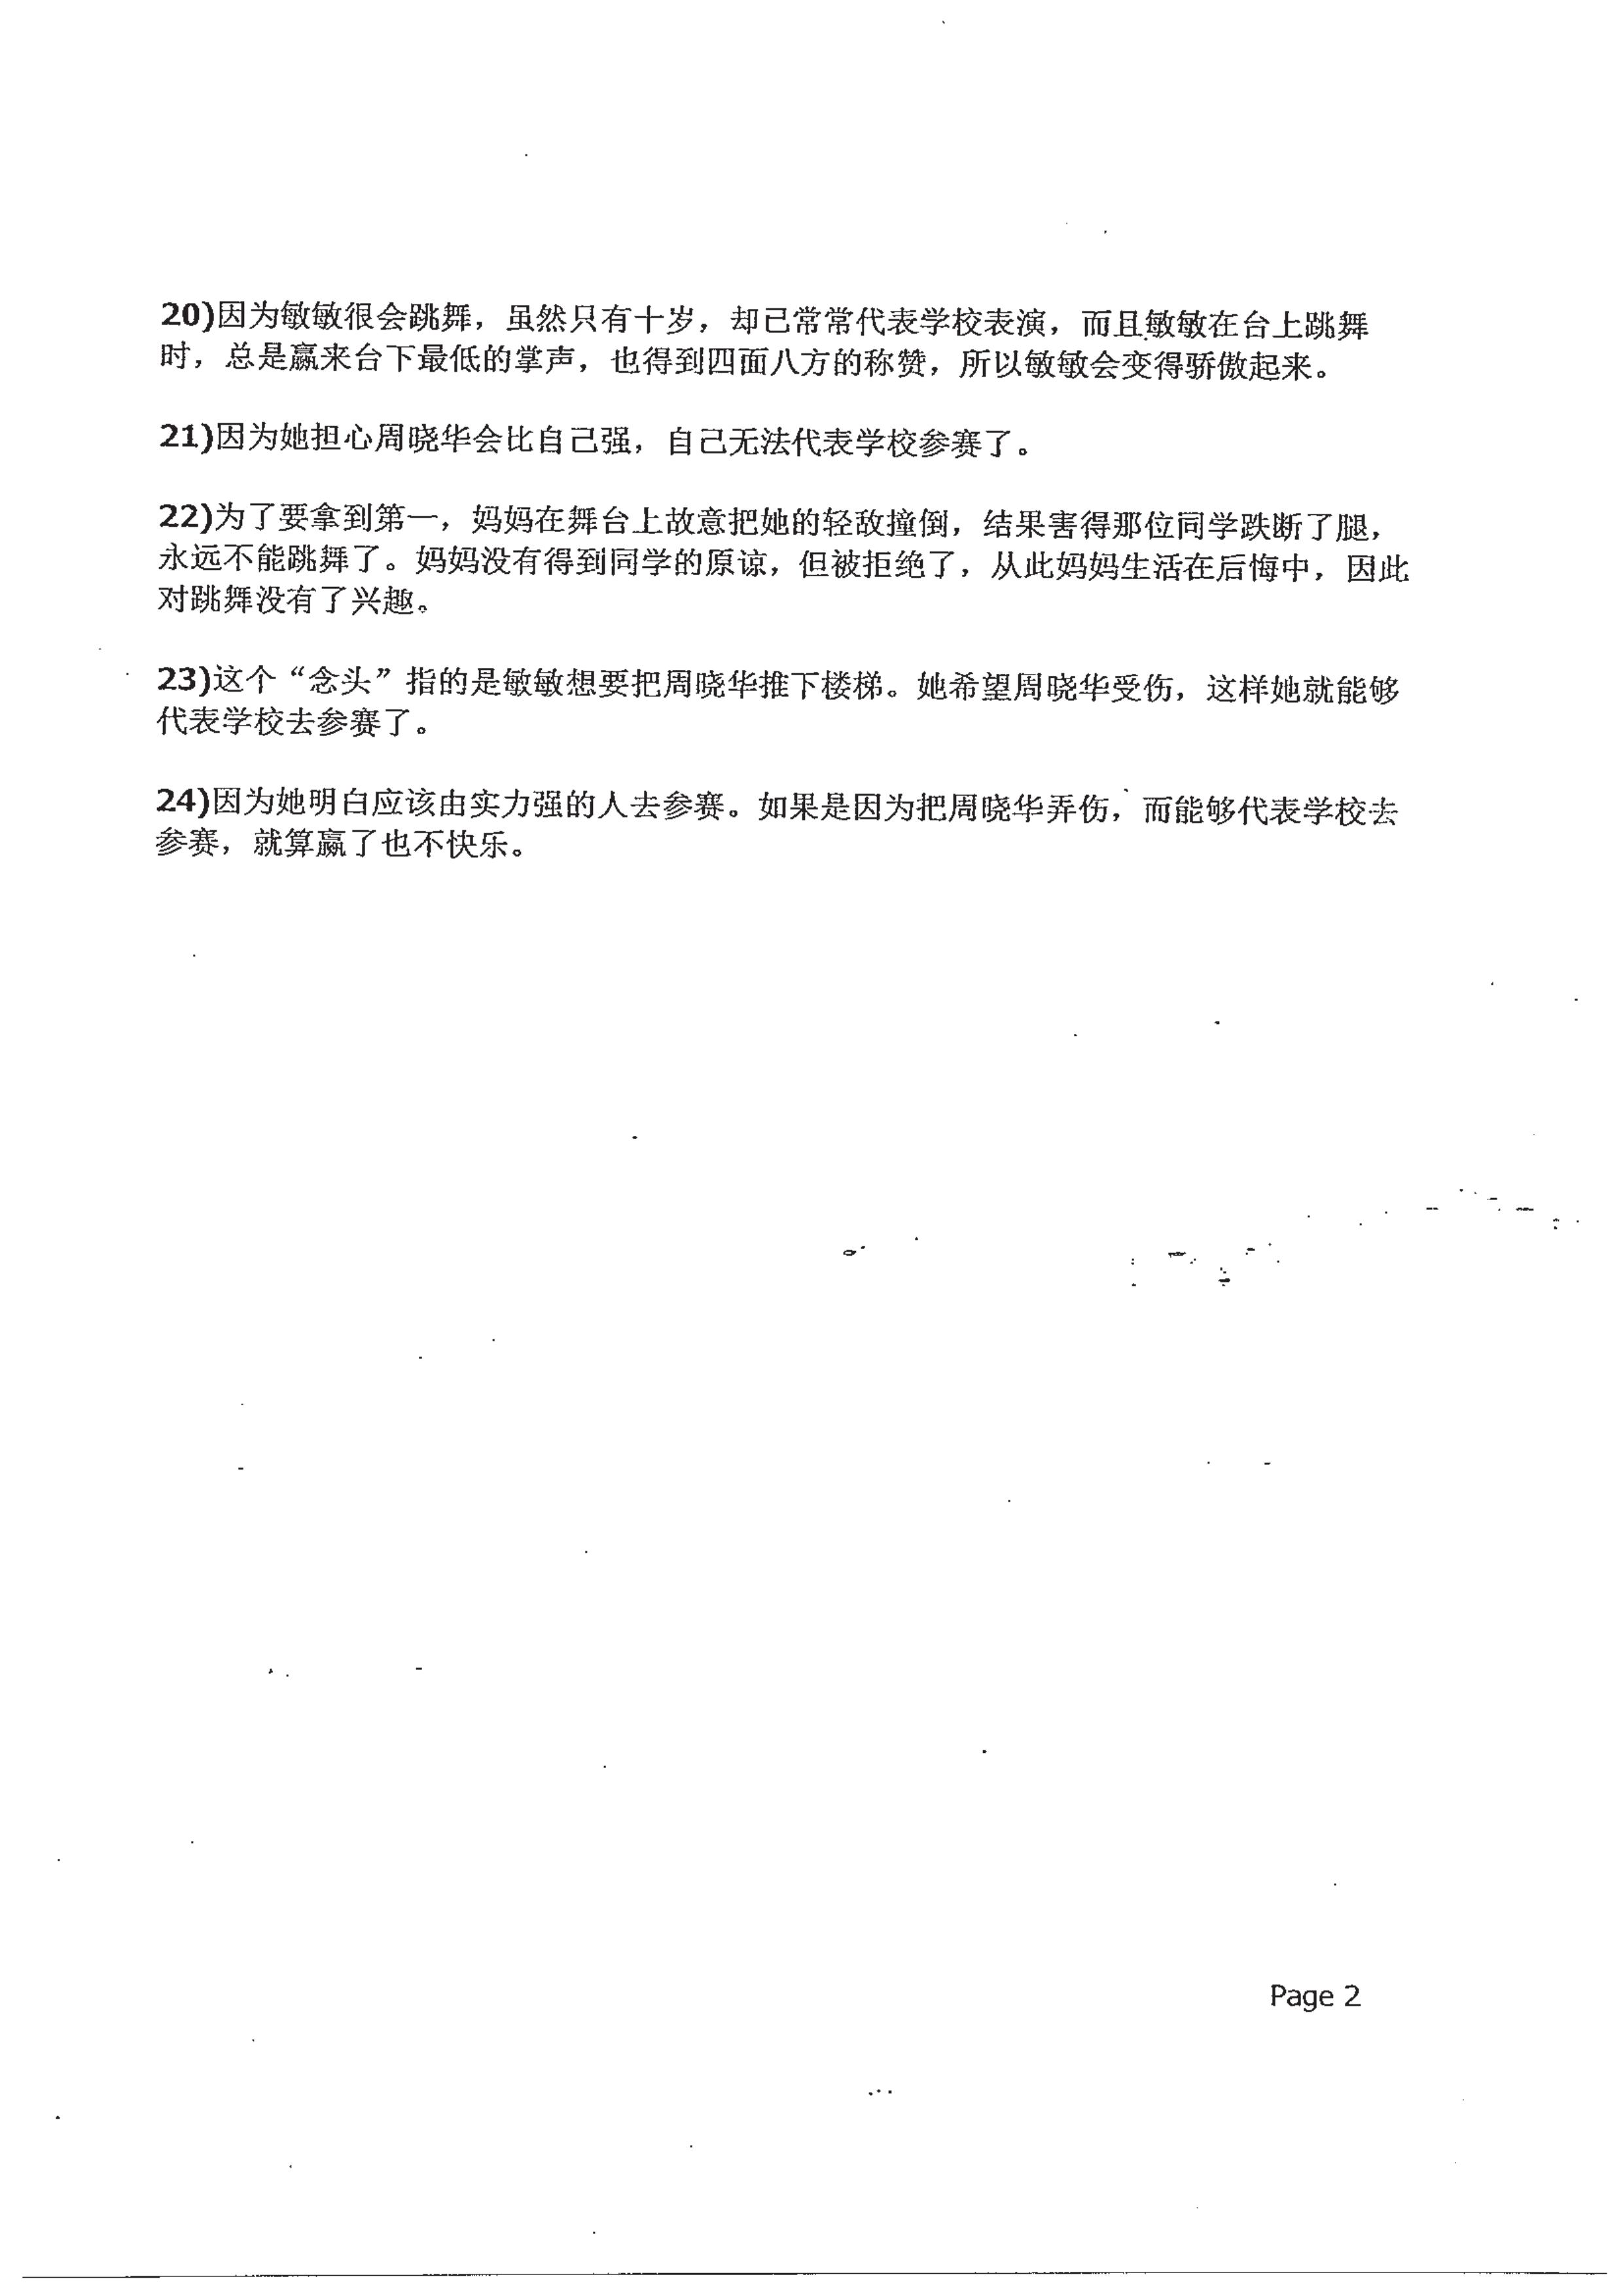 20)因为敏敏很会跳舞，虽然只有十岁，却已常常代表学校表演，而且敏敏在台上跳舞
时，总是赢来台下最低的掌声，也得到四面八方的称赞，所以敏敏会变得骄傲起来。
21)因为她担心周晓华会比自己强，自己无法代表学校参赛了。
22)为了要拿到第一，妈妈在舞台上故意把她的轻敌撞倒，结果害得那位同学跌断了腿，
永远不能跳舞了。妈妈没有得到同学的原谅，但被拒绝了，从此妈妈生活在后悔中，因此
对跳舞没有了兴趣。
23)这个“念头”指的是敏敏想要把周晓华推下楼梯。她希望周晓华受伤，这样她就能够
代表学校去参赛了。
24)因为她明白应该由实力强的人去参赛。如果是因为把周晓华弄伤，而能够代表学校去
参赛，就算赢了也不快乐。
Page 2